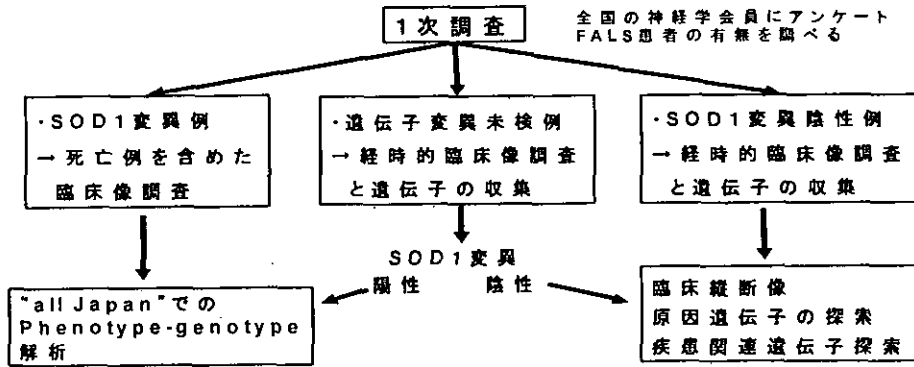 1次調査
全国の神経学会員にアンケート
FALS患者の有無を調べる
・SOD1変異例
→死亡例を含めた
臨床像調査
・遺伝子変異未検例
→経時的臨床像調査
と遺伝子の収集
・SOD1変異陰性例
→経時的臨床像調査
と遺伝子の収集
SOD1変異
陽性 陰性
"all Japan"での
Phenotype-genotype
解析
臨床縦断像
原因遺伝子の探索
疾患関連遺伝子探索